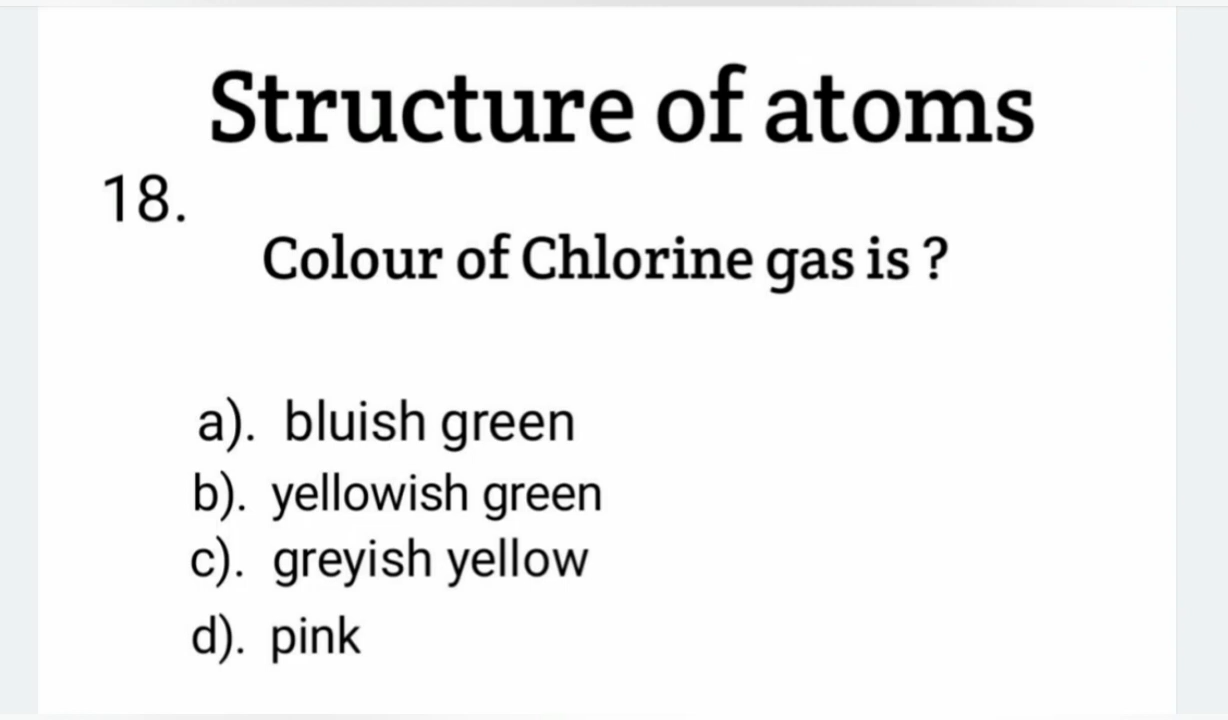 Structure of atoms
18.
Colour of Chlorine gas is ?
a). bluish green
b). yellowish green
c). greyish yellow
d). pink